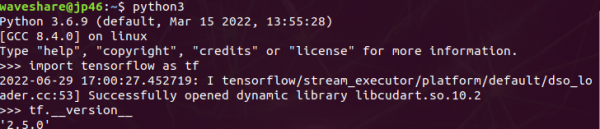 waveshare@jp46:~$ python3
Python 3.6.9 (default, Mar 15 2022, 13:55:28)
[GCC 8.4.0] on linux
Type "help", "copyright", "credits" or "license" for more information.
>>> import tensorflow as tf
2022-06-29 17:00:27.452719: I tensorflow/stream_executor/platform/default/dso_lo
ader.cc:53] Successfully opened dynamic library libcudart.so.10.2
>>> tf.__version__
'2.5.0'